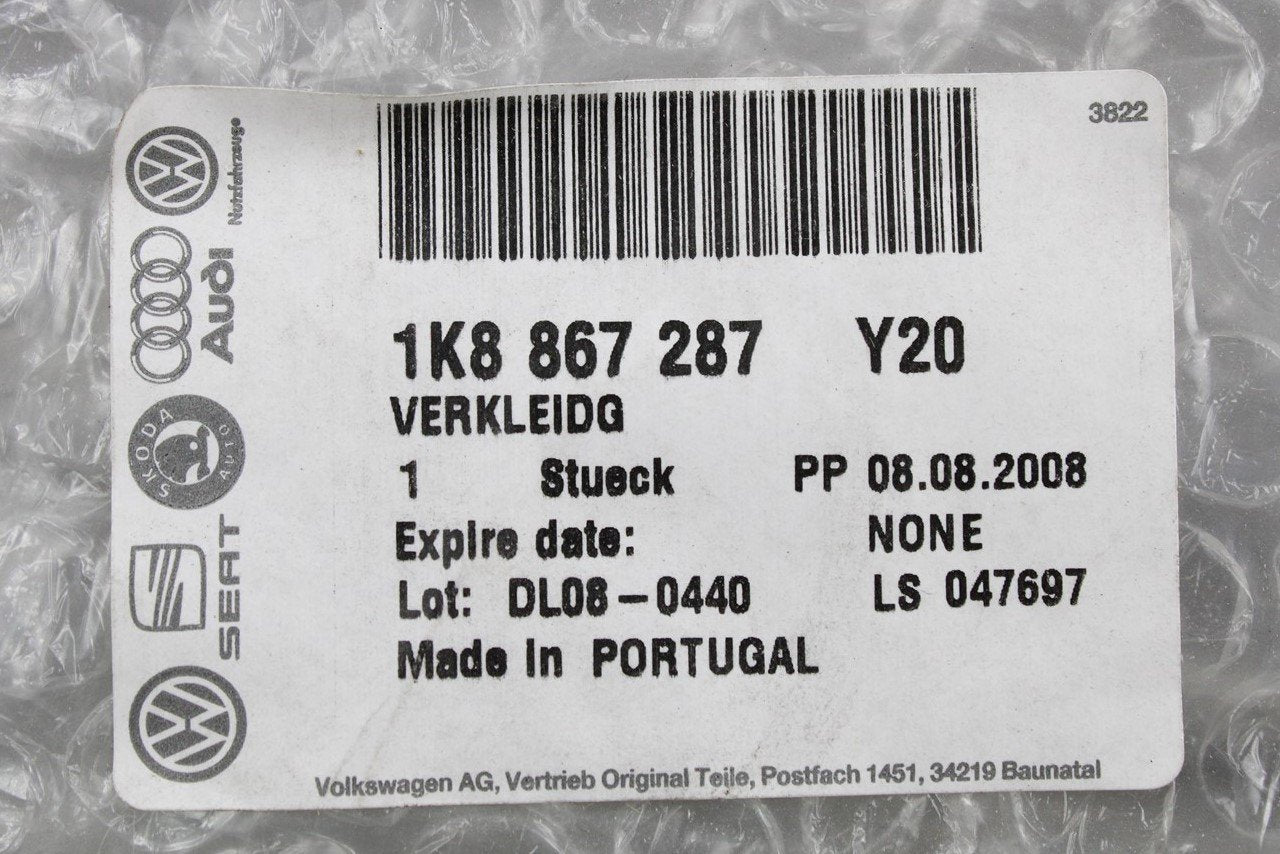 3822
Nutzfahrzeuge
Audi
SKODA
AUTO
SEAT
1K8 867 287 Y20
VERKLEIDG
1 Stueck PP 08.08.2008
Expire date: NONE
Lot: DL08-0440 LS 047697
Made in PORTUGAL
Volkswagen AG, Vertrieb Original Teile, Postfach 1451, 34219 Baunatal